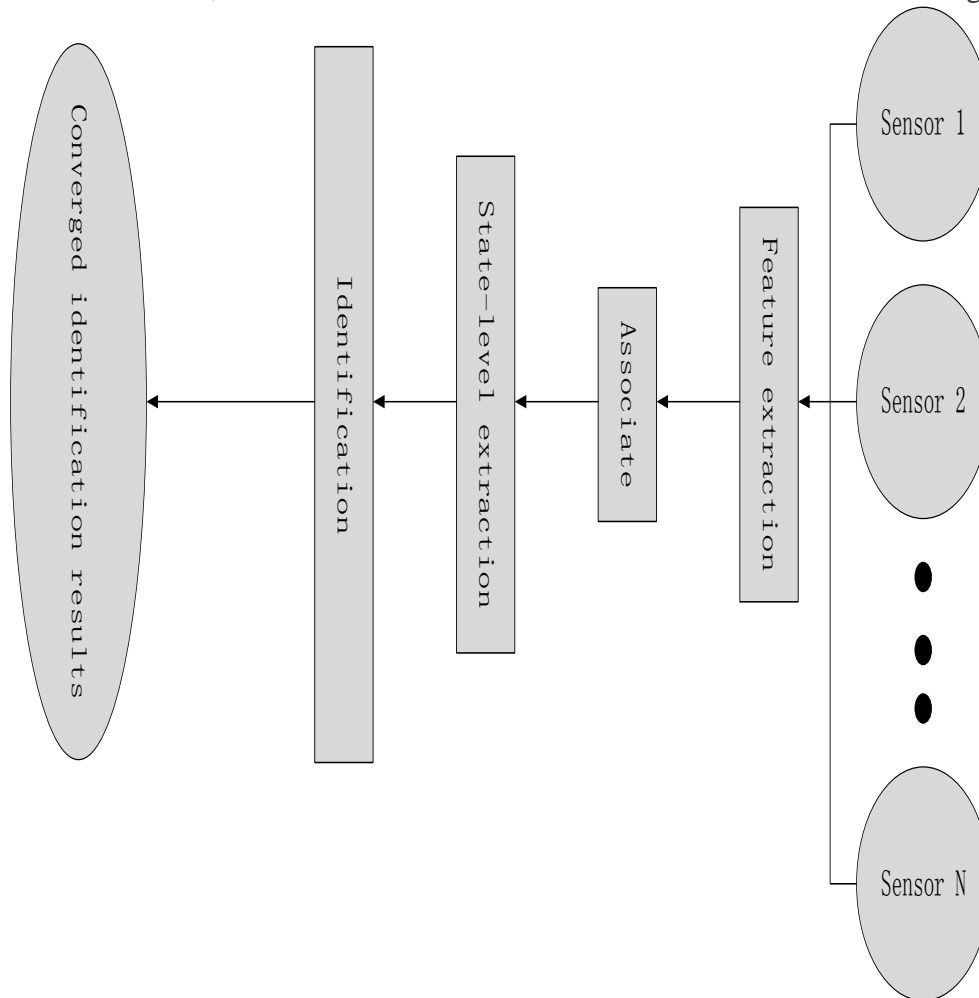 Sensor 1
Sensor 2
Sensor N
Feature extraction
Associate
State-level extraction
Identification
Converged identification results